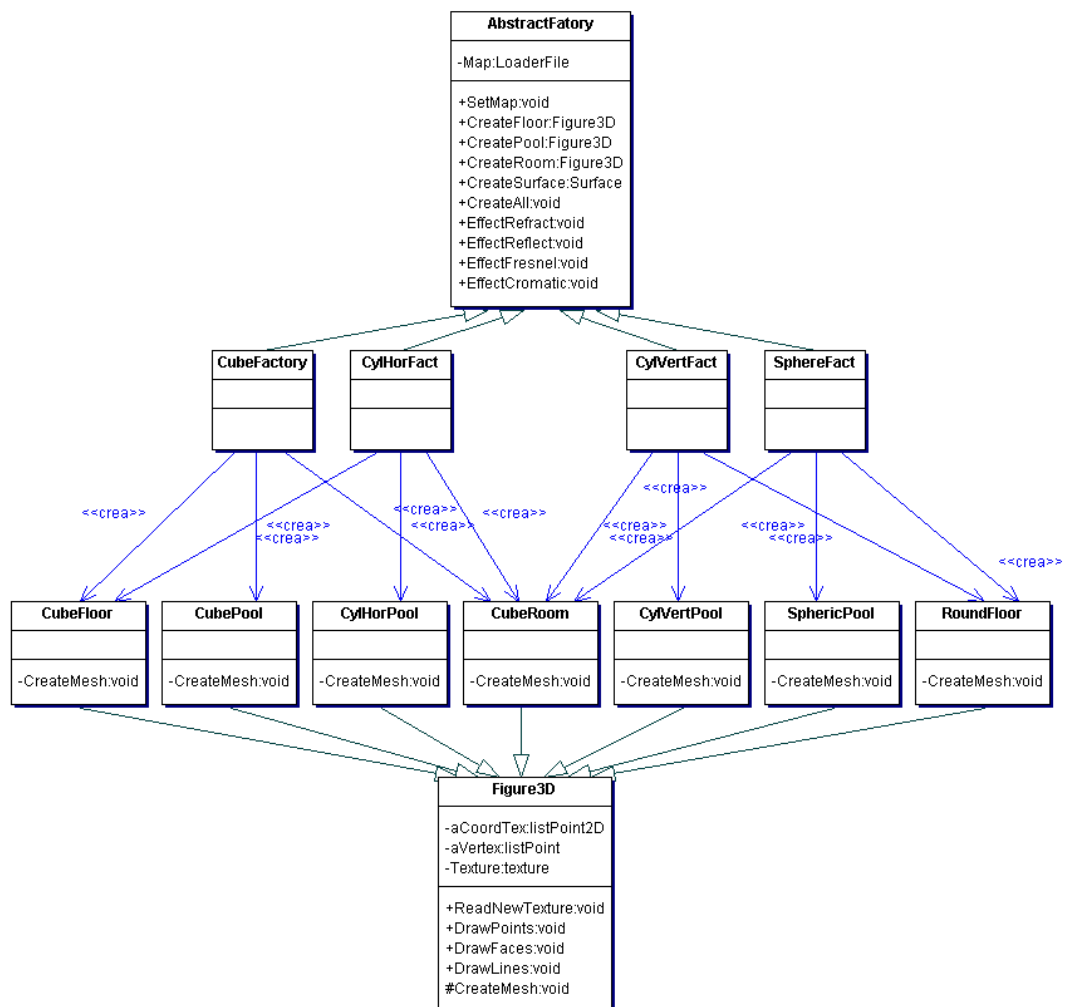 AbstractFatory
-Map:LoaderFile
+SetMap:void
+CreateFloor:Figure3D
+CreatePool:Figure3D
+CreateRoom:Figure3D
+CreateSurface:Surface
+CreateAll:void
+EffectRefract:void
+EffectReflect:void
+EffectFresnel:void
+EffectCromatic:void
CubeFactory
CylHorFact
CylVertFact
SphereFact
<<crea>>
<<crea>>
<<crea>>
<<crea>>
<<crea>>
<<crea>>
<<crea>>
<<crea>>
<<crea>>
<<crea>>
<<crea>>
<<crea>>
CubeFloor
-CreateMesh:void
CubePool
-CreateMesh:void
CylHorPool
-CreateMesh:void
CubeRoom
-CreateMesh:void
CylVertPool
-CreateMesh:void
SphericPool
-CreateMesh:void
RoundFloor
-CreateMesh:void
Figure3D
-aCoordTex:listPoint2D
-aVertex:listPoint
-Texture:texture
+ReadNewTexture:void
+DrawPoints:void
+DrawFaces:void
+DrawLines:void
#CreateMesh:void